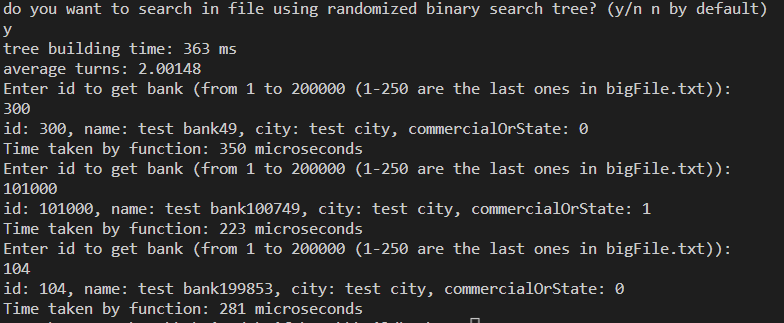 do you want to search in file using randomized binary search tree? (y/n n by default)
y
tree building time: 363 ms
average turns: 2.00148
Enter id to get bank (from 1 to 200000 (1-250 are the last ones in bigFile.txt)):
300
id: 300, name: test bank49, city: test city, commercialOrState: 0
Time taken by function: 350 microseconds
Enter id to get bank (from 1 to 200000 (1-250 are the last ones in bigFile.txt)):
101000
id: 101000, name: test bank100749, city: test city, commercialOrState: 1
Time taken by function: 223 microseconds
Enter id to get bank (from 1 to 200000 (1-250 are the last ones in bigFile.txt)):
104
id: 104, name: test bank199853, city: test city, commercialOrState: 0
Time taken by function: 281 microseconds